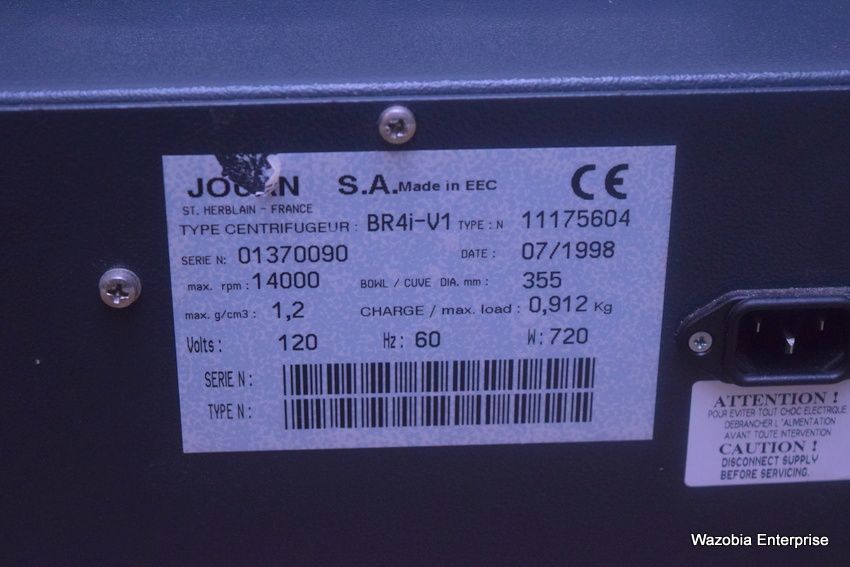 JOUAN S.A. Made in EEC CE
ST. HERBLAIN - FRANCE
TYPE CENTRIFUGEUR : BR4i-V1 TYPE : N 11175604
SERIE N: 01370090 DATE : 07/1998
max. rpm : 14000 BOWL / CUVE DIA. mm : 355
max. g/cm3 : 1,2 CHARGE / max. load : 0,912 Kg
Volts : 120 Hz : 60 W : 720
SERIE N :
TYPE N :
ATTENTION !
POUR EVITER TOUT CHOC ELECTRIQUE
DEBRANCHER L'ALIMENTATION
AVANT TOUTE INTERVENTION
CAUTION !
DISCONNECT SUPPLY
BEFORE SERVICING.
Wazobia Enterprise